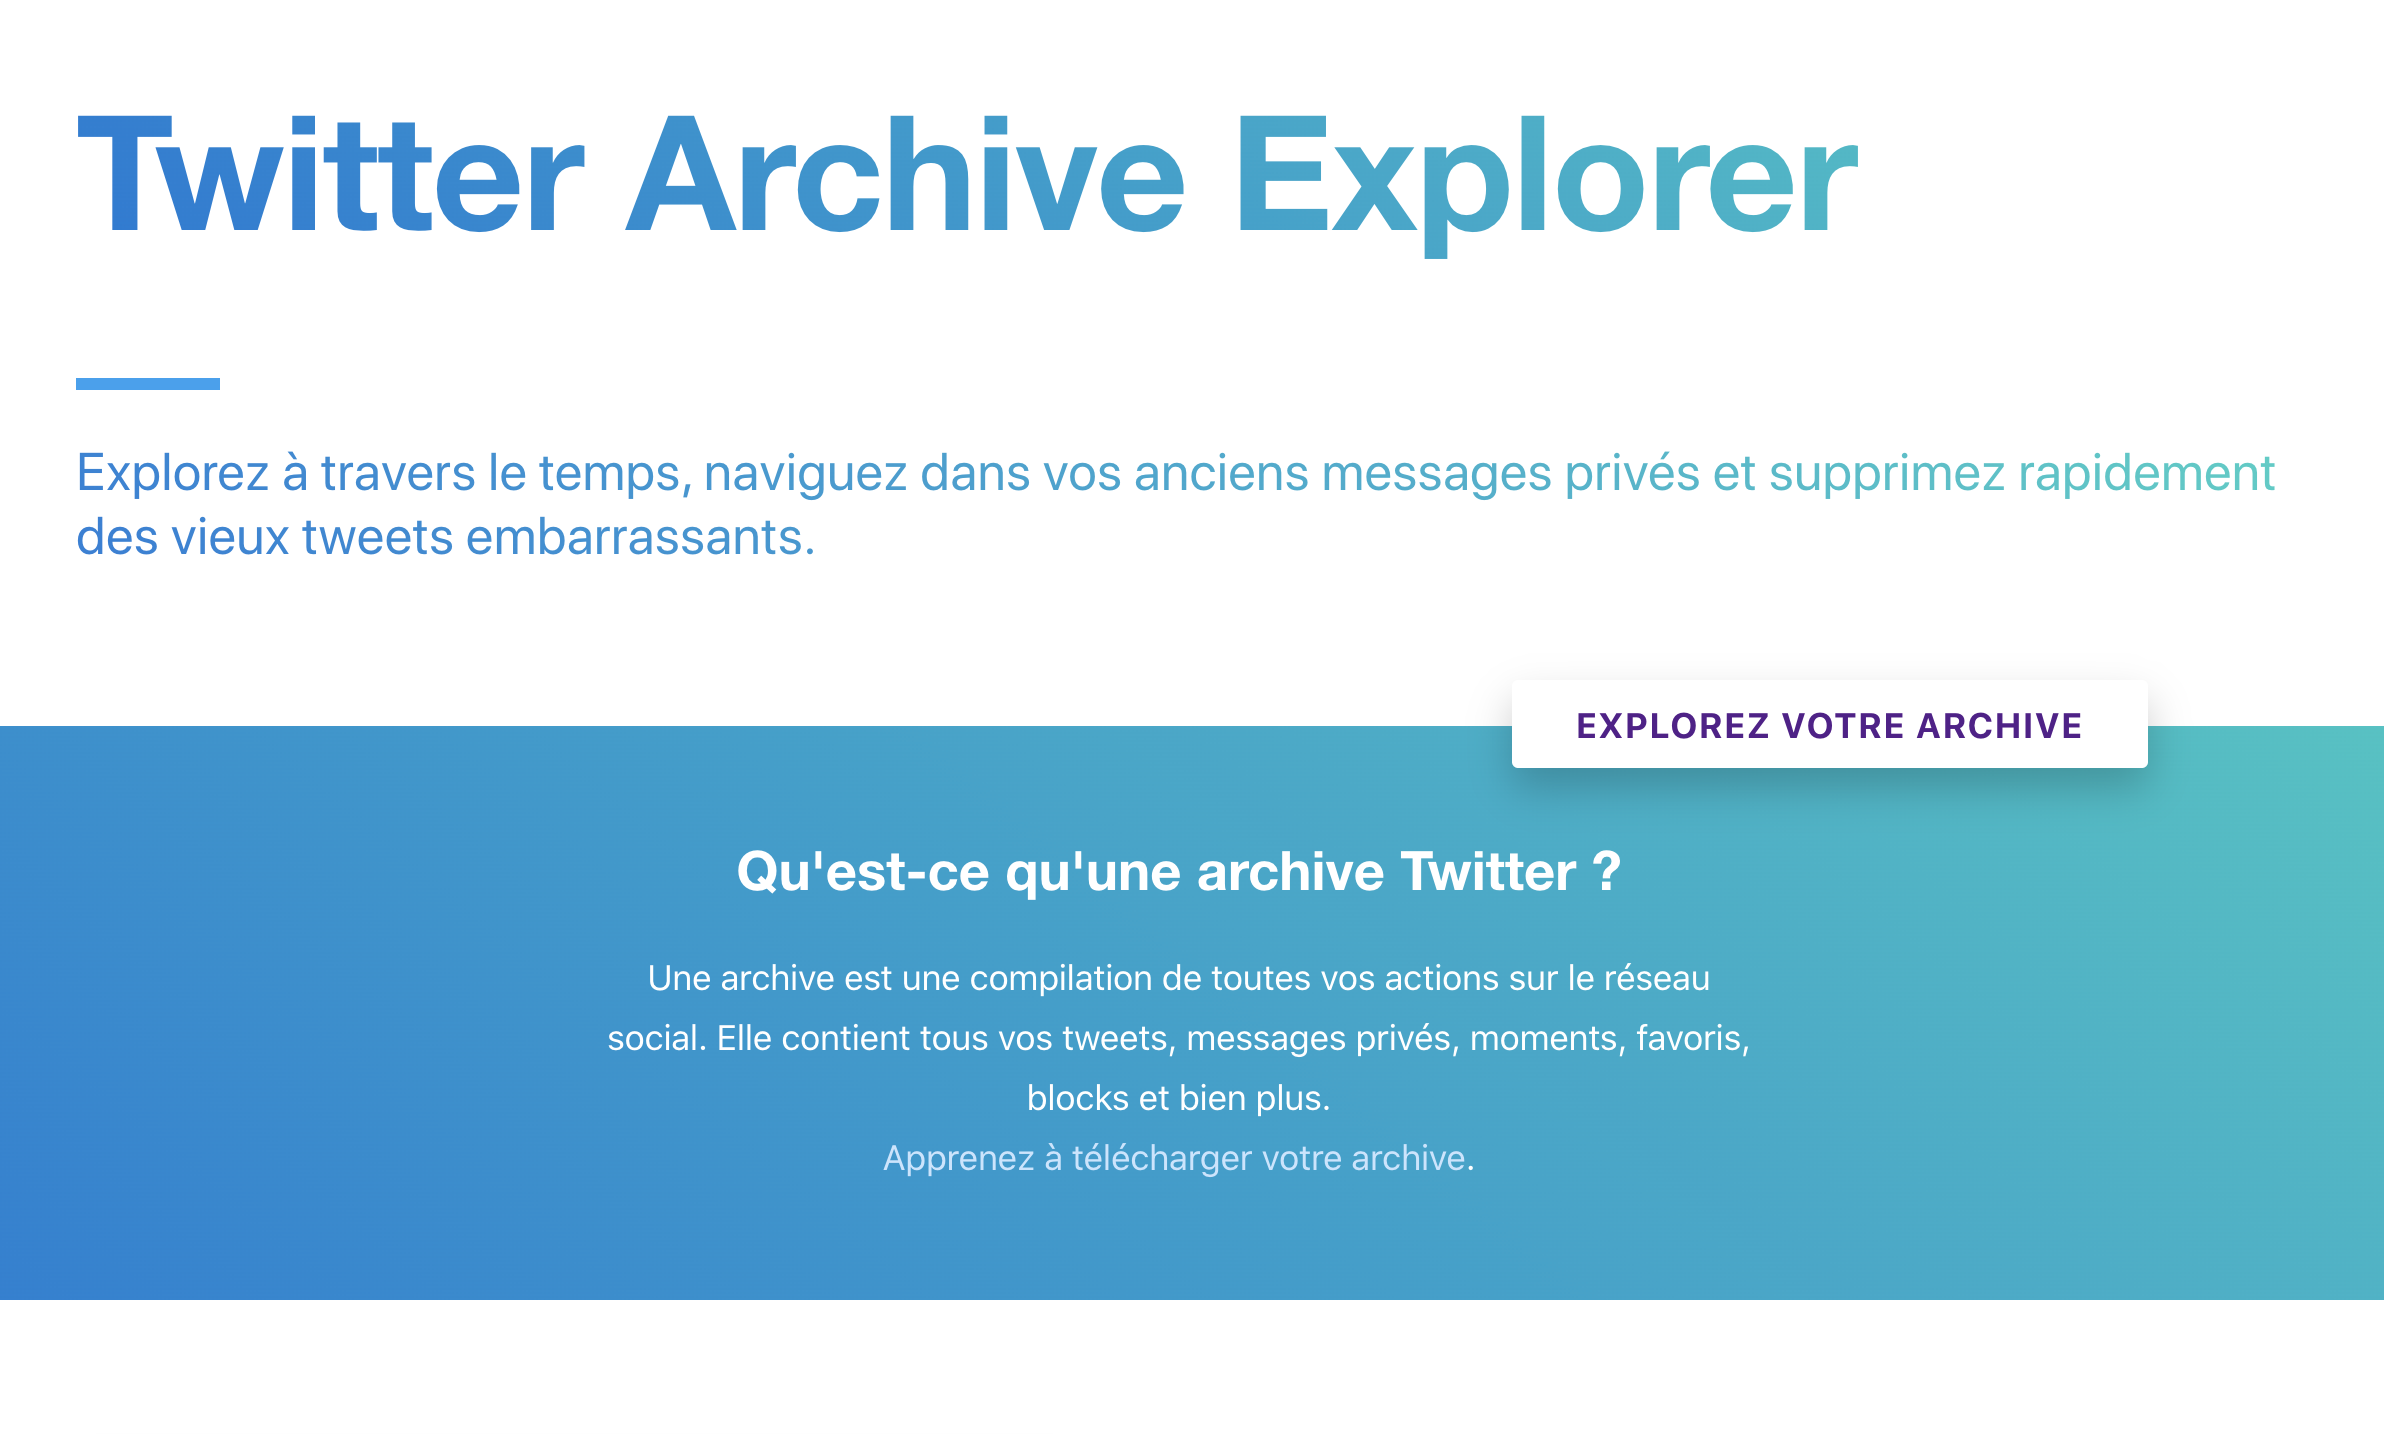 Twitter Archive Explorer
Explorez à travers le temps, naviguez dans vos anciens messages privés et supprimez rapidement
des vieux tweets embarrassants.
EXPLOREZ VOTRE ARCHIVE
Qu'est-ce qu'une archive Twitter ?
Une archive est une compilation de toutes vos actions sur le réseau
social. Elle contient tous vos tweets, messages privés, moments, favoris,
blocks et bien plus.
Apprenez à télécharger votre archive.